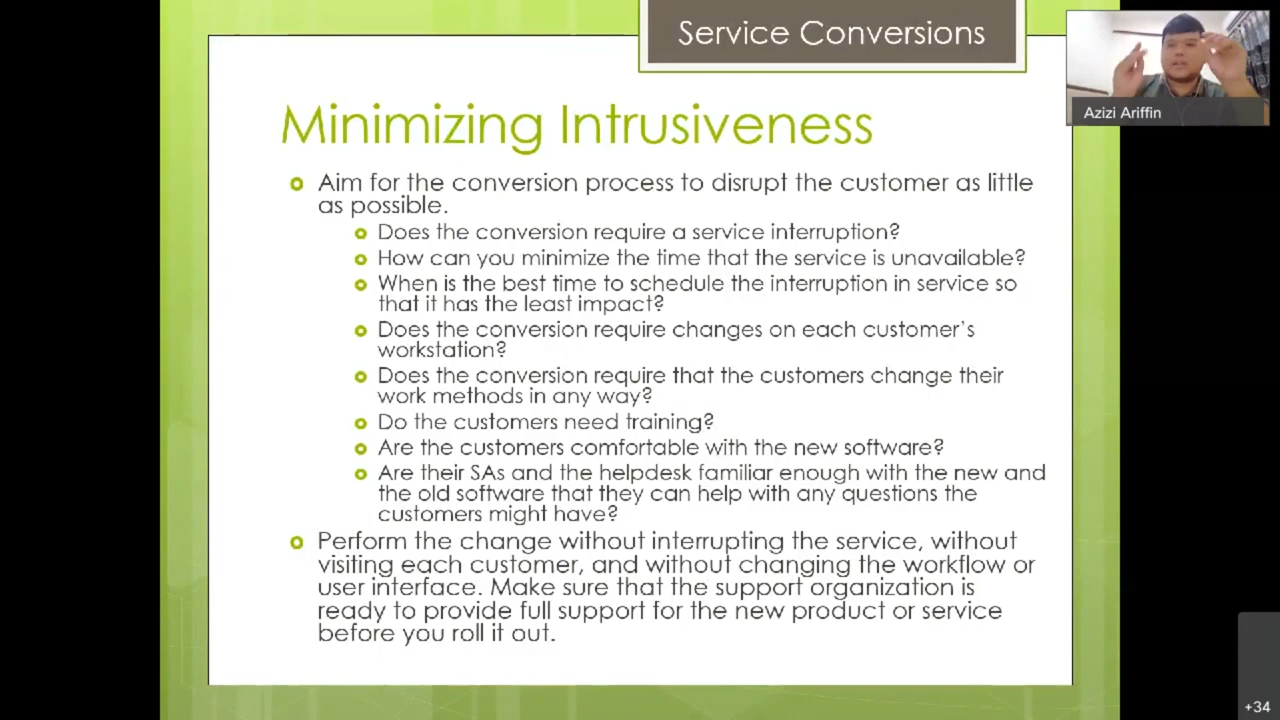 Service Conversions
Azizi Ariffin
Minimizing Intrusiveness
Aim for the conversion process to disrupt the customer as little
as possible.
Does the conversion require a service interruption?
How can you minimize the time that the service is unavailable?
When is the best time to schedule the interruption in service so
that it has the least impact?
Does the conversion require changes on each customer's
workstation?
Does the conversion require that the customers change their
work methods in any way?
Do the customers need training?
Are the customers comfortable with the new software?
Are their SAs and the helpdesk familiar enough with the new and
the old software that they can help with any questions the
customers might have?
Perform the change without interrupting the service, without
visiting each customer, and without changing the workflow or
user interface. Make sure that the support organization is
ready to provide full support for the new product or service
before you roll it out.
+34